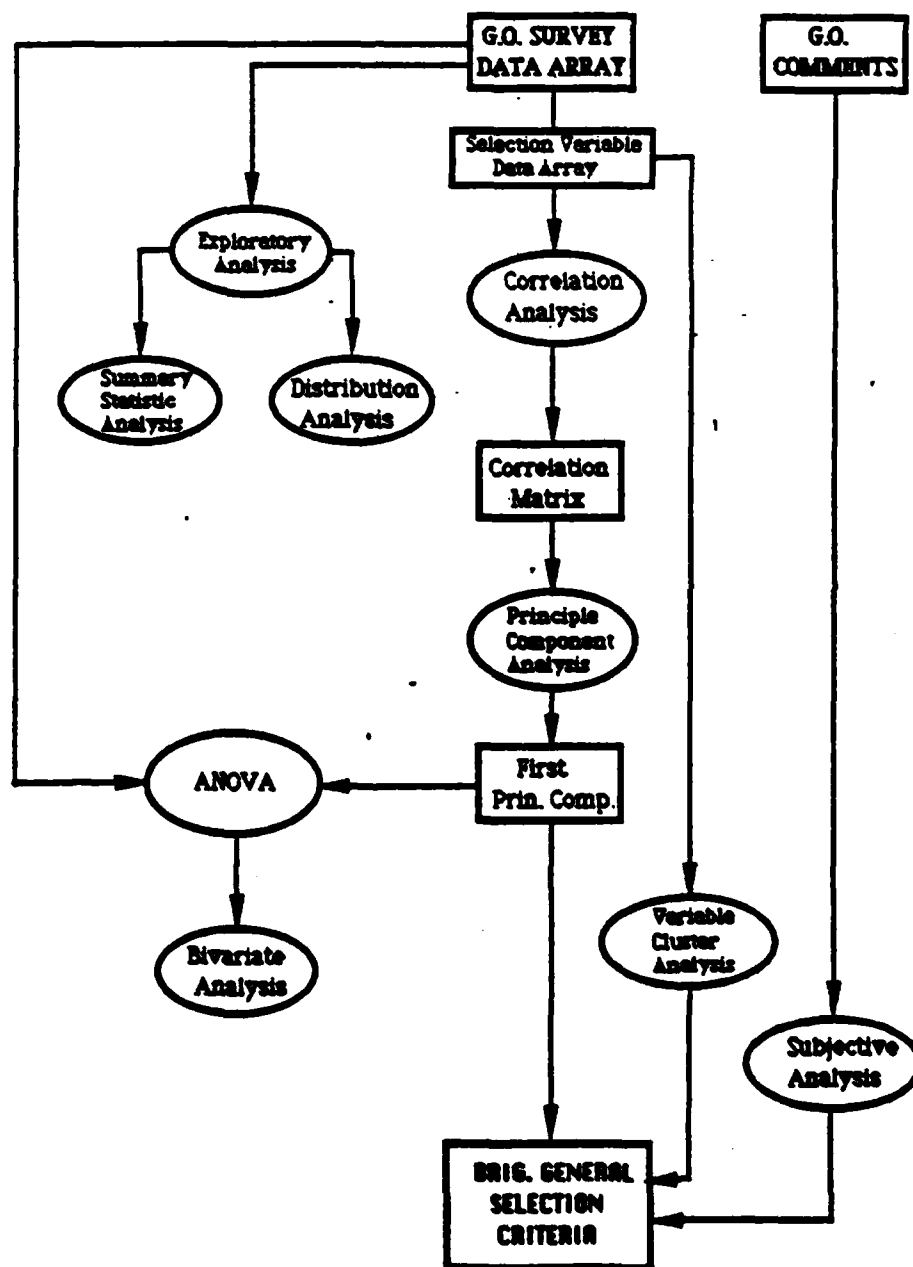 G.O. SURVEY
DATA ARRAY
G.O.
COMMENTS
Selection Variable
Data Array
Exploratory
Analysis
Correlation
Analysis
Summary
Statistic
Analysis
Distribution
Analysis
Correlation
Matrix
Principle
Component
Analysis
ANOVA
First
Prin. Comp.
Variable
Cluster
Analysis
Bivariate
Analysis
Subjective
Analysis
BRIG. GENERAL
SELECTION
CRITERIA